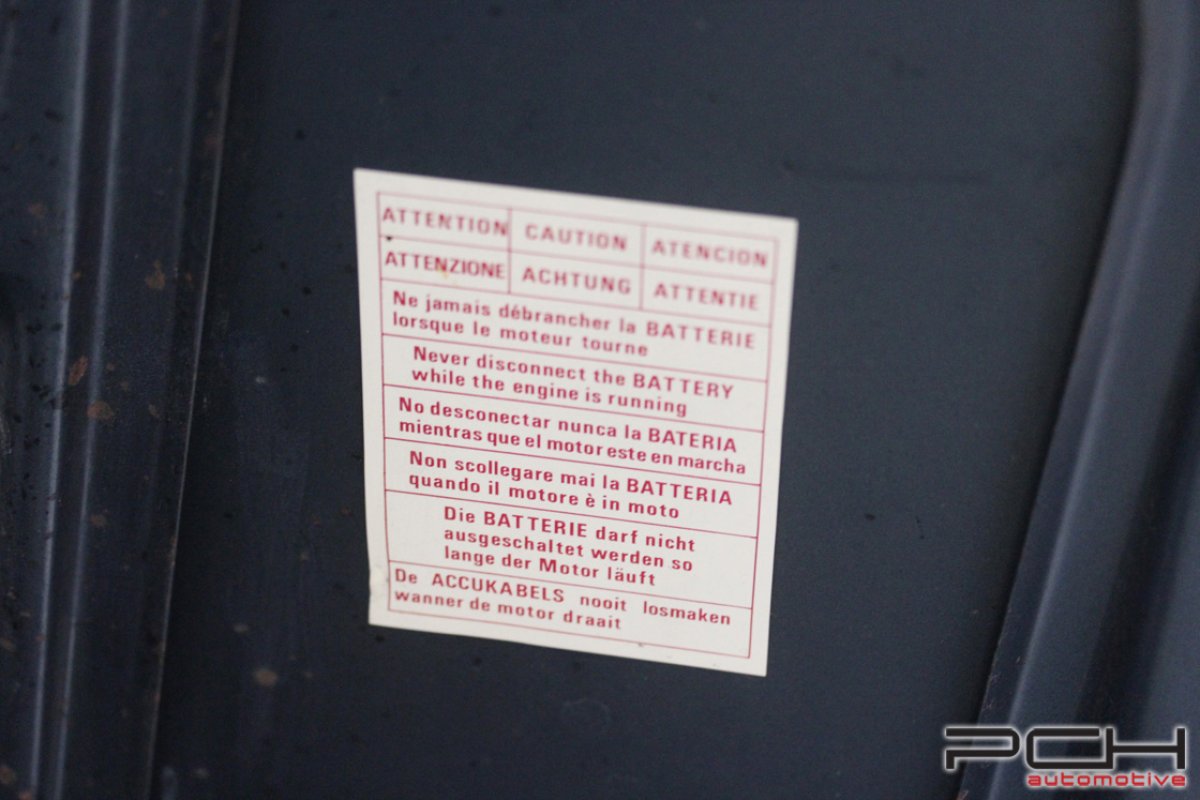 ATTENTION CAUTION ATENCION
ATTENZIONE ACHTUNG ATTENTIE
Ne jamais débrancher la BATTERIE
lorsque le moteur tourne
Never disconnect the BATTERY
while the engine is running
No desconectar nunca la BATERIA
mientras que el motor este en marcha
Non scollegare mai la BATTERIA
quando il motore è in moto
Die BATTERIE darf nicht
ausgeschaltet werden so
lange der Motor läuft
De ACCUKABELS nooit losmaken
wanner de motor draait
PCH
automotive